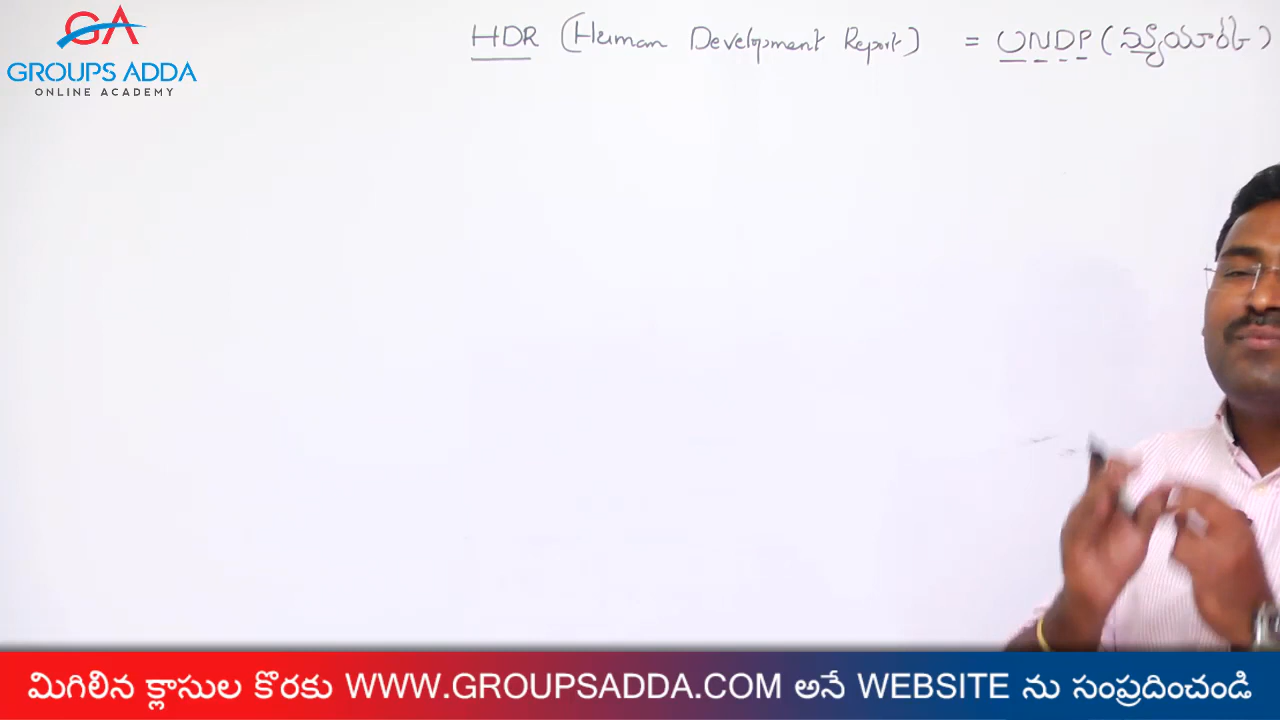 GA
GROUPS ADDA
ONLINE ACADEMY
HDR (Human Development Report) = UNDP (న్యూయార్క్)
మిగిలిన క్లాసుల కొరకు WWW.GROUPSADDA.COM అనే WEBSITE ను సంప్రదించండి